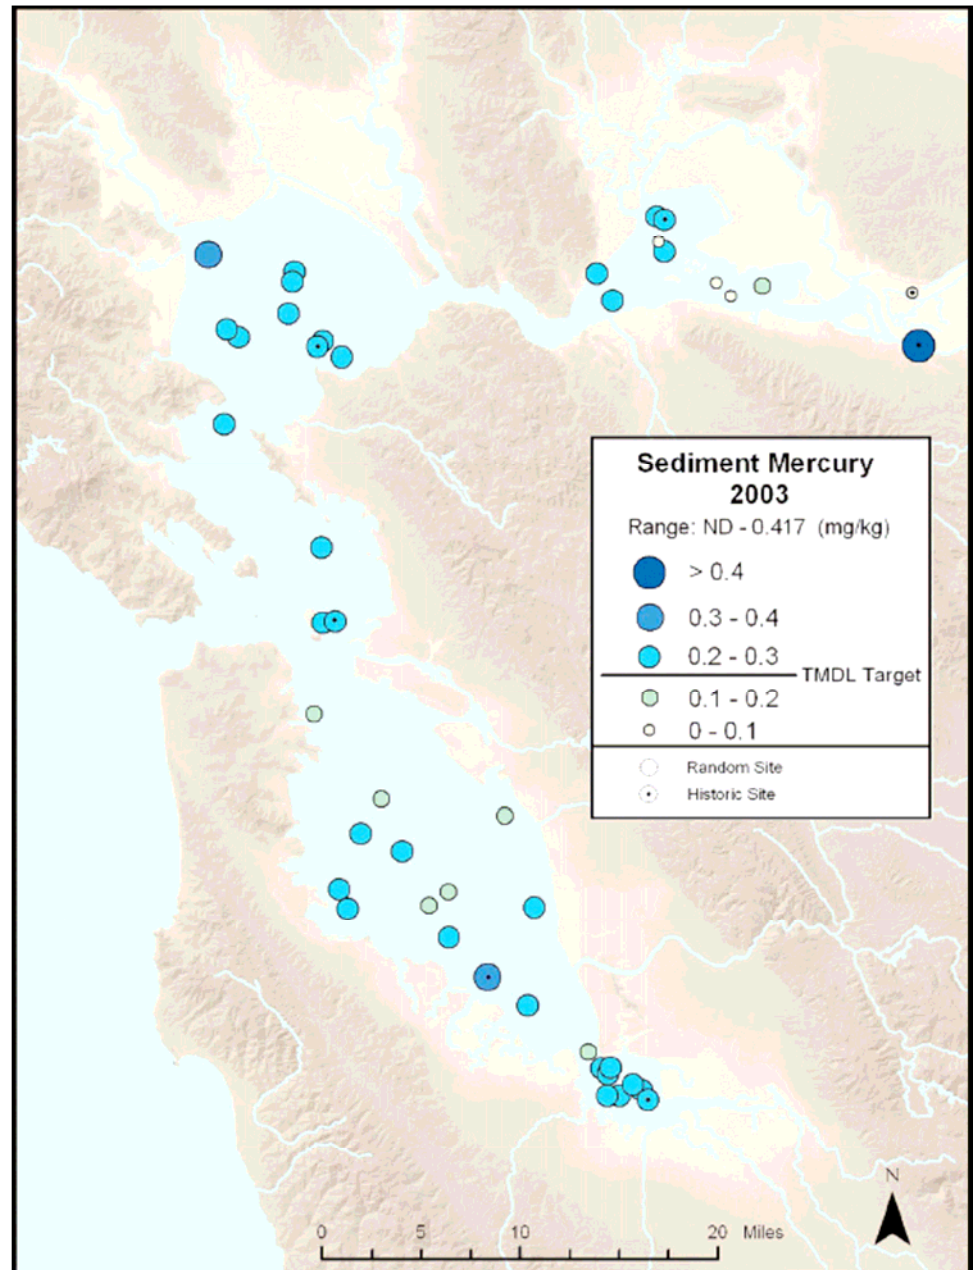 Sediment Mercury
2003
Range: ND - 0.417 (mg/kg)
> 0.4
0.3 - 0.4
0.2 - 0.3
TMDL Target
0.1 - 0.2
0 - 0.1
Random Site
Historic Site
N
0 5 10 20 Miles